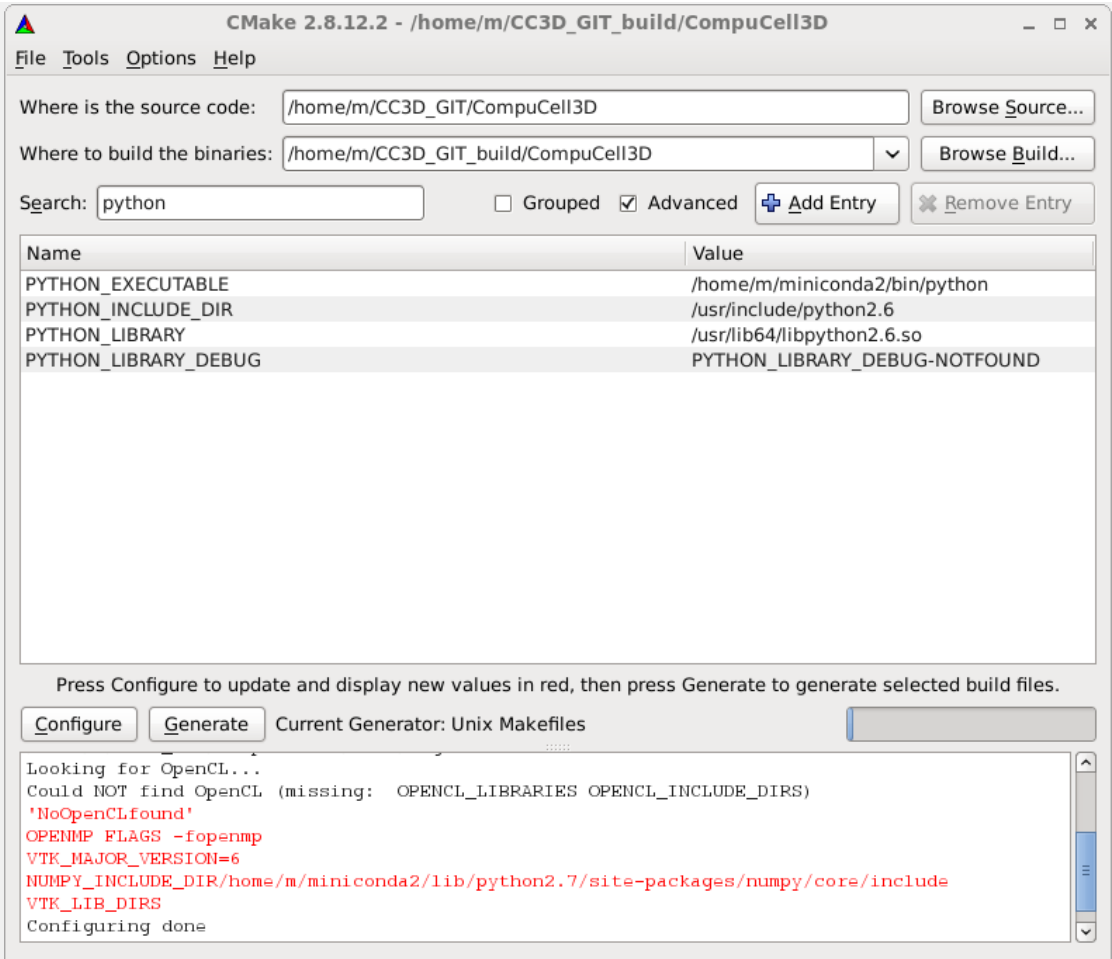 CMake 2.8.12.2 - /home/m/CC3D_GIT_build/CompuCell3D
File Tools Options Help
Where is the source code: /home/m/CC3D_GIT/CompuCell3D Browse Source...
Where to build the binaries: /home/m/CC3D_GIT_build/CompuCell3D Browse Build...
Search: python Grouped Advanced Add Entry Remove Entry
Name Value
PYTHON_EXECUTABLE /home/m/miniconda2/bin/python
PYTHON_INCLUDE_DIR /usr/include/python2.6
PYTHON_LIBRARY /usr/lib64/libpython2.6.so
PYTHON_LIBRARY_DEBUG PYTHON_LIBRARY_DEBUG-NOTFOUND
Press Configure to update and display new values in red, then press Generate to generate selected build files.
Configure Generate Current Generator: Unix Makefiles
Looking for OpenCL...
Could NOT find OpenCL (missing:  OPENCL_LIBRARIES OPENCL_INCLUDE_DIRS)
'NoOpenCLfound'
OPENMP FLAGS -fopenmp
VTK_MAJOR_VERSION=6
NUMPY_INCLUDE_DIR/home/m/miniconda2/lib/python2.7/site-packages/numpy/core/include
VTK_LIB_DIRS
Configuring done